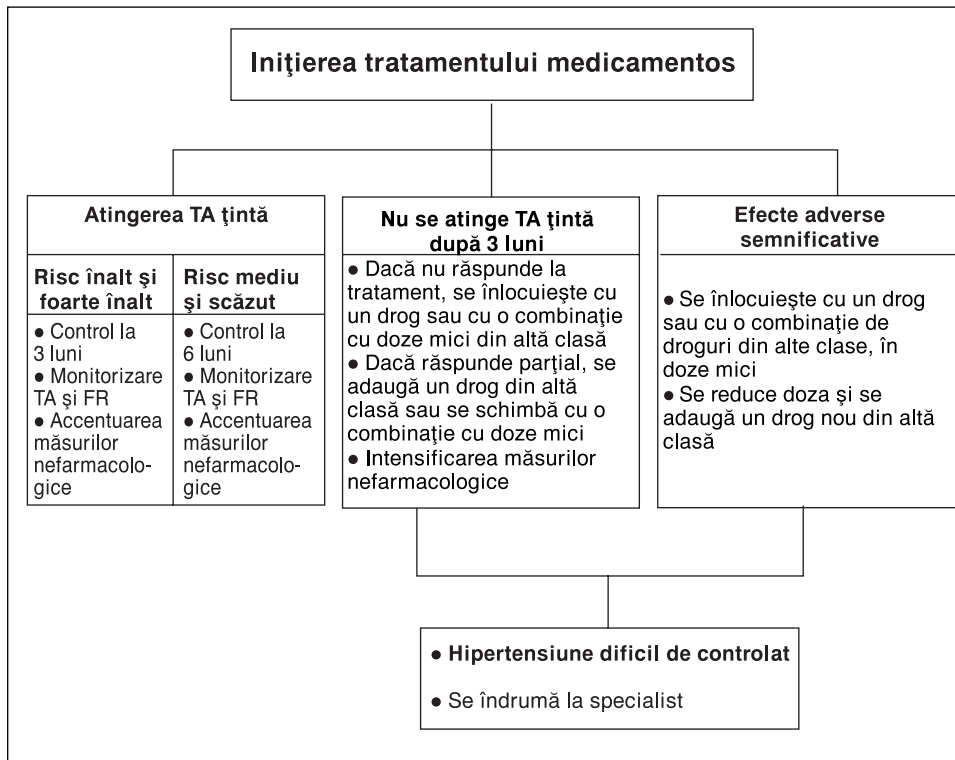 Iniţierea tratamentului medicamentos
Atingerea TA ţintă
Risc înalt şi
foarte înalt
● Control la
3 luni
● Monitorizare
TA şi FR
● Accentuarea
măsurilor
nefarmacolo-
gice
Risc mediu
şi scăzut
● Control la
6 luni
● Monitorizare
TA şi FR
● Accentuarea
măsurilor
nefarmacolo-
gice
Nu se atinge TA ţintă
după 3 luni
● Dacă nu răspunde la
tratament, se înlocuieşte cu
un drog sau cu o combinaţie
cu doze mici din altă clasă
● Dacă răspunde parţial, se
adaugă un drog din altă
clasă sau se schimbă cu o
combinaţie cu doze mici
● Intensificarea măsurilor
nefarmacologice
Efecte adverse
semnificative
● Se înlocuieşte cu un drog
sau cu o combinaţie de
droguri din alte clase, în
doze mici
● Se reduce doza şi se
adaugă un drog nou din altă
clasă
● Hipertensiune dificil de controlat
● Se îndrumă la specialist